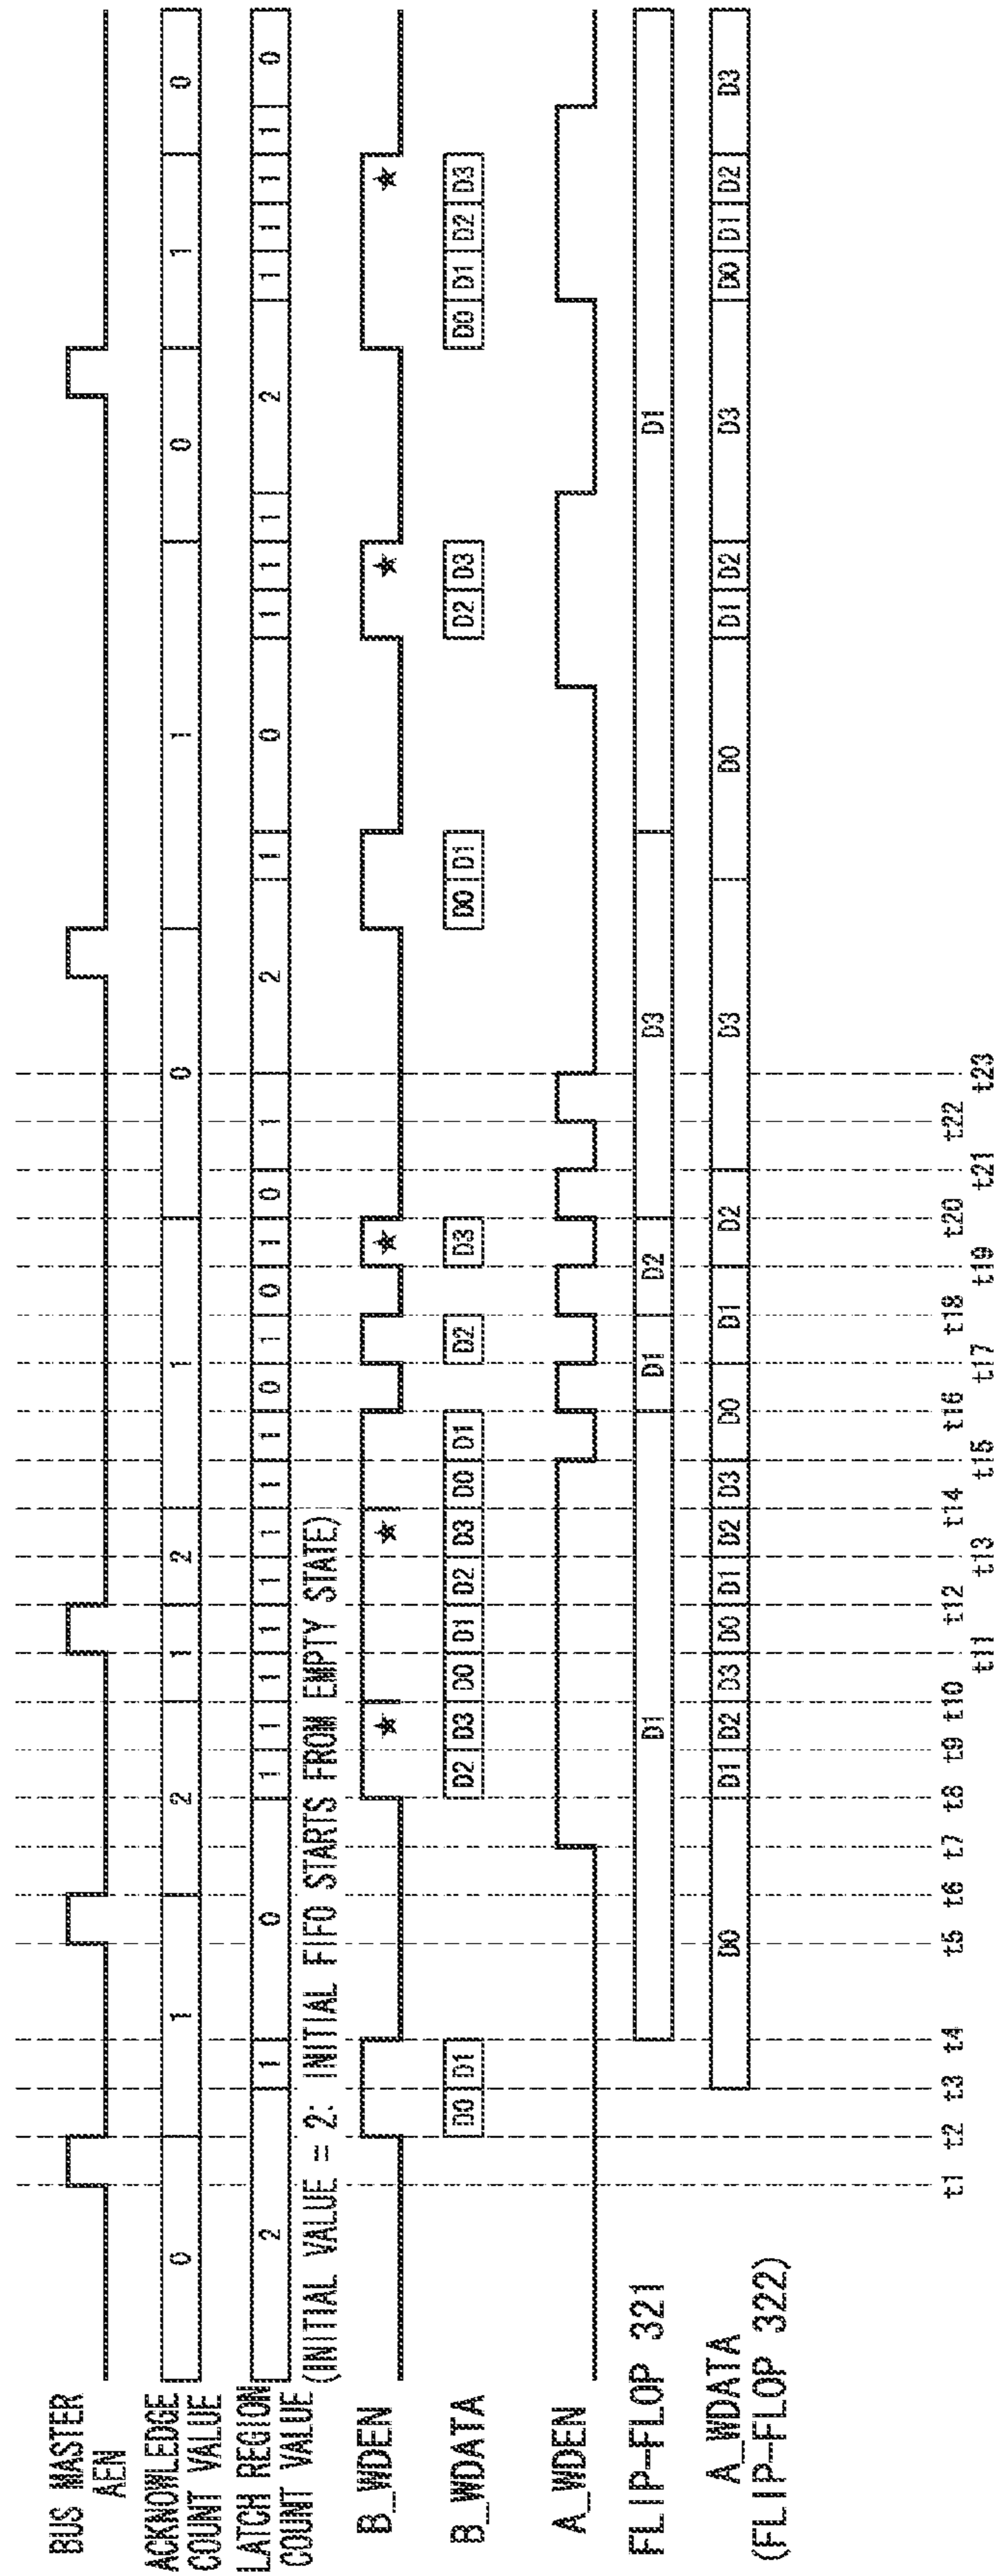 BUS MASTER
AEN
ACKNOWLEDGE
COUNT VALUE
0 1 2 1 2 1 0 1 0 1 0
LATCH REGION
COUNT VALUE
2 1 0 1 1 1 1 1 1 1 1 0 1 0 1 0 1 2 1 0 1 1 1 2 1 1 1 1 0
(INITIAL VALUE = 2: INITIAL FIFO STARTS FROM EMPTY STATE)
B_WDEN
★ ★ ★ ★ ★
B_WDATA
D0 D1 D2 D3 D0 D1 D2 D3 D0 D1 D2 D3 D0 D1 D2 D3 D0 D1 D2 D3
A_WDEN
FLIP-FLOP 321
D1 D1 D2 D3 D1
A_WDATA
(FLIP-FLOP 322)
D0 D1 D2 D3 D0 D1 D2 D3 D0 D1 D2 D3 D0 D1 D2 D3 D0 D1 D2 D3
t1 t2 t3 t4 t5 t6 t7 t8 t9 t10 t12 t14 t16 t18 t20 t22
t11 t13 t15 t17 t19 t21 t23